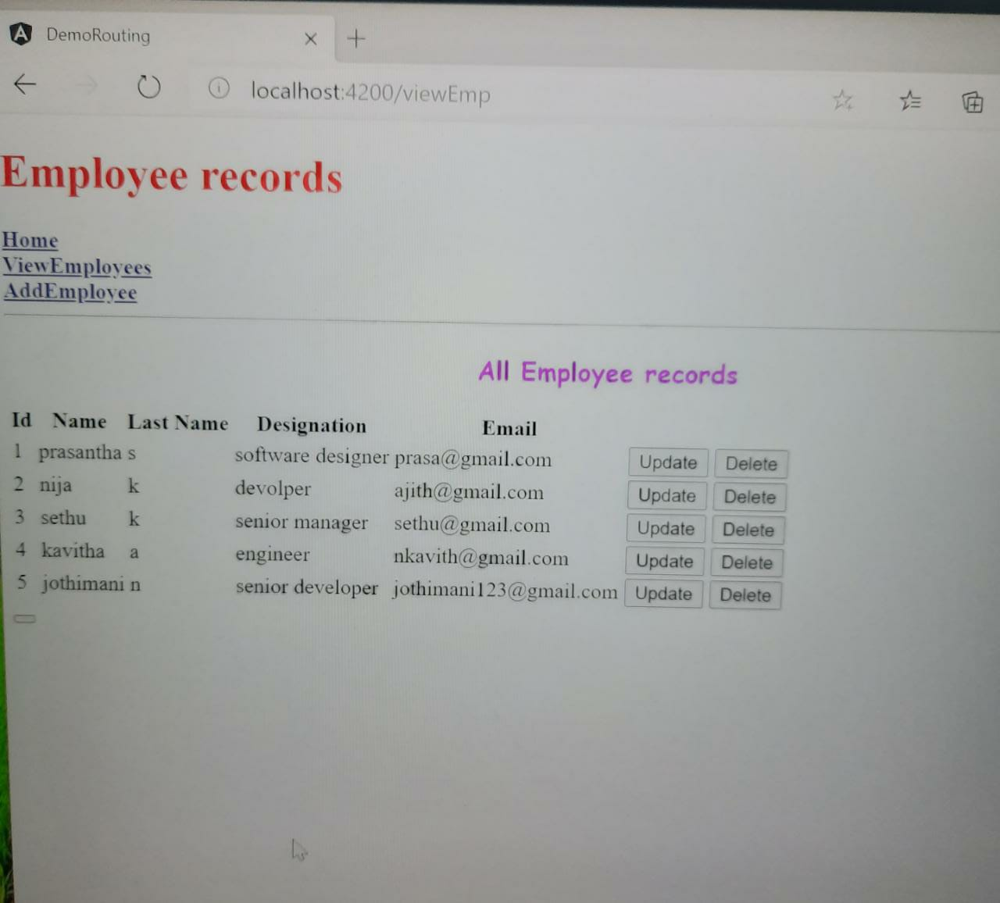 DemoRouting
localhost:4200/viewEmp
Employee records
Home
ViewEmployees
AddEmployee
All Employee records
Id Name Last Name Designation Email
1 prasantha s software designer prasa@gmail.com Update Delete
2 nija k devolper ajith@gmail.com Update Delete
3 sethu k senior manager sethu@gmail.com Update Delete
4 kavitha a engineer nkavith@gmail.com Update Delete
5 jothimani n senior developer jothimani123@gmail.com Update Delete